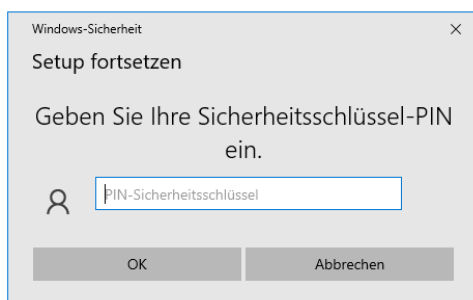 Windows-Sicherheit
Setup fortsetzen
Geben Sie Ihre Sicherheitsschlüssel-PIN
ein.
PIN-Sicherheitsschlüssel
OK
Abbrechen